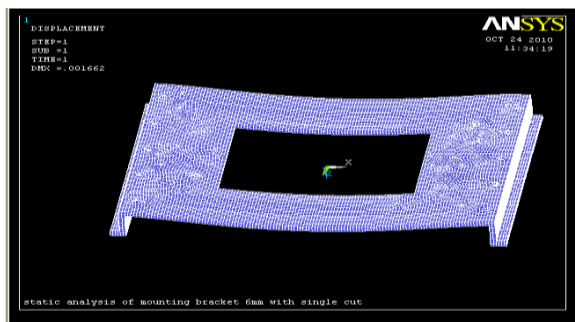 1
DISPLACEMENT
STEP=1
SUB =1
TIME=1
DMX =.001662
ANSYS
OCT 24 2010
11:34:19
X
static analysis of mounting bracket 6mm with single cut